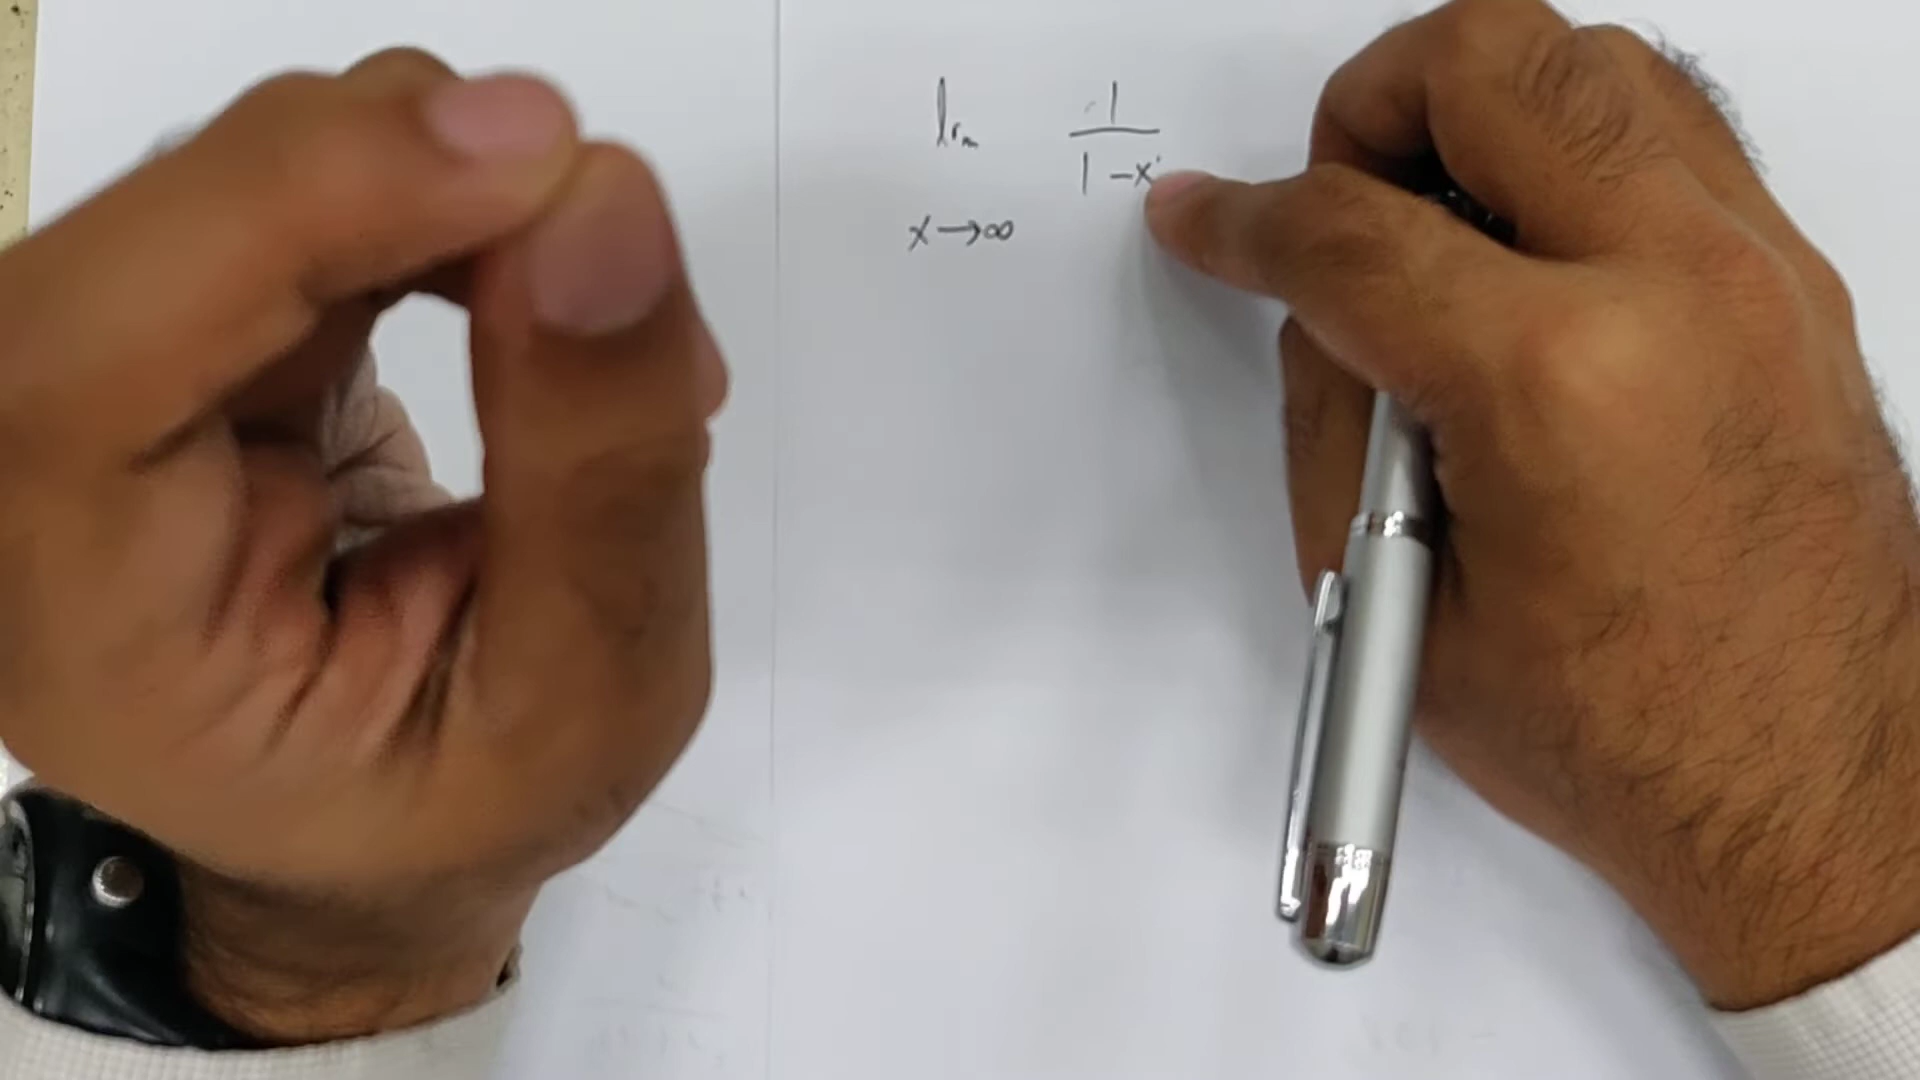 lim 1
1 - x
x → ∞